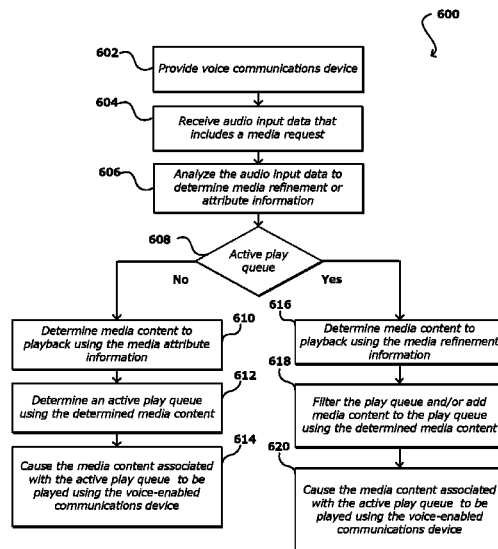 600
602
Provide voice communications device
604
Receive audio input data that
includes a media request
606
Analyze the audio input data to
determine media refinement or
attribute information
608
Active play
queue
No
Yes
610
Determine media content to
playback using the media attribute
information
612
Determine an active play queue
using the determined media content
614
Cause the media content associated
with the active play queue to be
played using the voice-enabled
communications device
616
Determine media content to
playback using the media refinement
information
618
Filter the play queue and/or add
media content to the play queue
using the determined media content
620
Cause the media content associated
with the active play queue to be
played using the voice-enabled
communications device